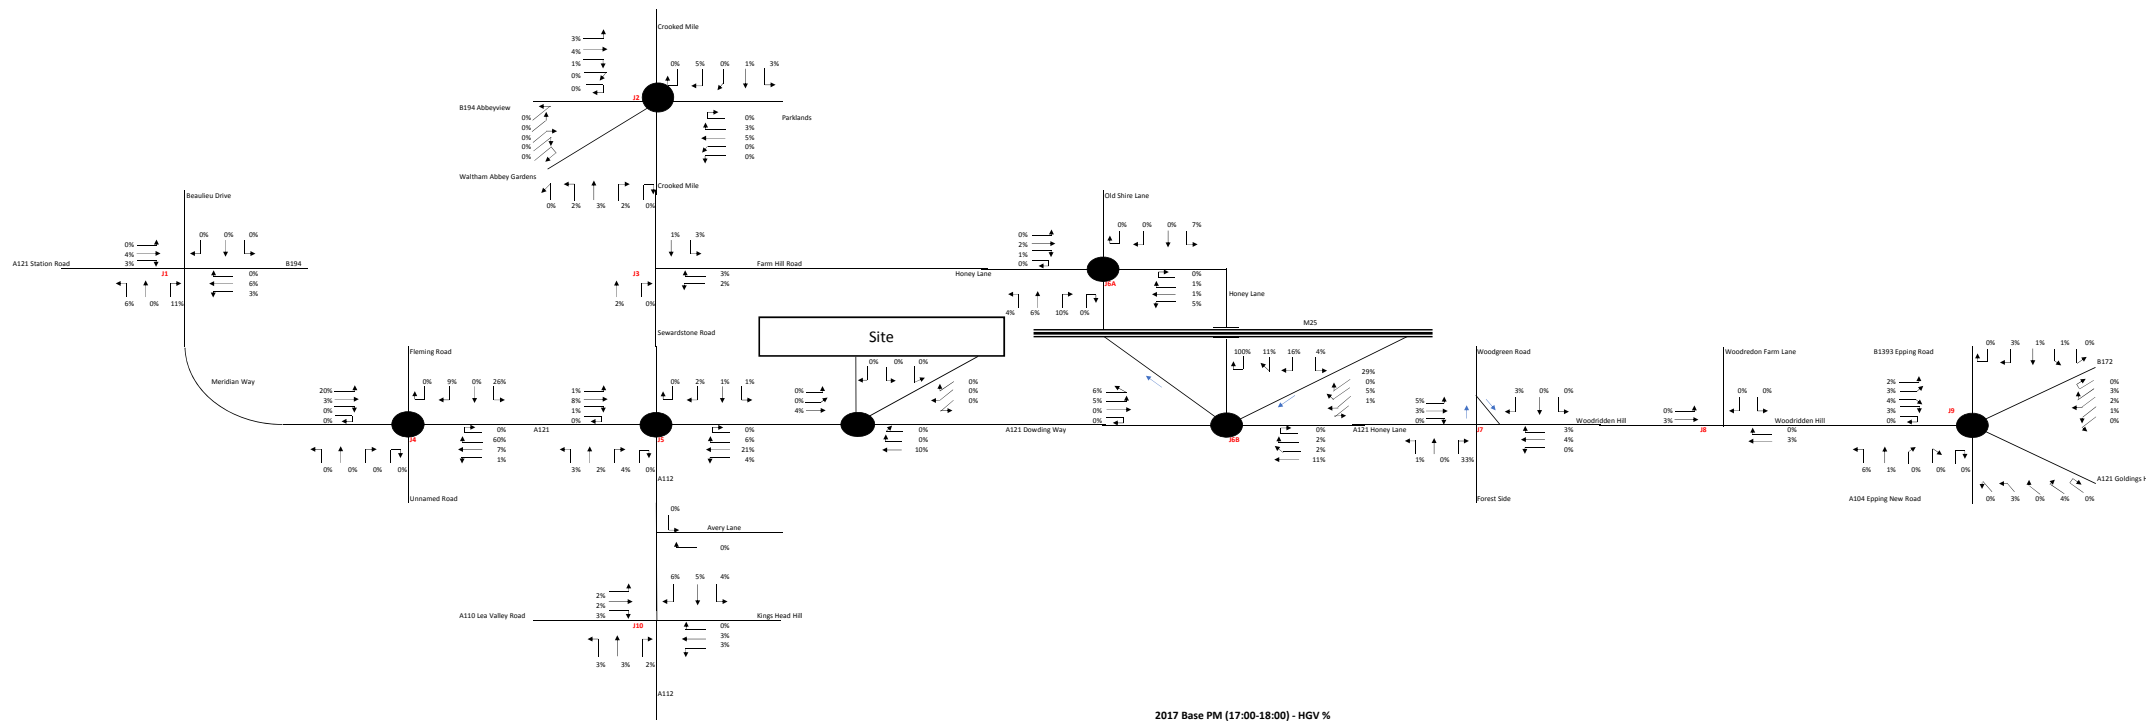 Crooked Mile
3%
4%
1%
0%
0%
0% 5% 0% 1% 3%
J2
B194 Abbeyview
Parklands
0%
0%
0%
0%
0%
0%
3%
5%
0%
0%
Waltham Abbey Gardens
Crooked Mile
0% 2% 3% 2% 0%
Beaulieu Drive
0%
4%
3%
0% 0% 0%
A121 Station Road
J1
B194
0%
6%
3%
6% 0% 11%
1% 3%
J3
Farm Hill Road
3%
2%
2% 0%
Sewardstone Road
Old Shire Lane
0%
2%
1%
0%
0% 0% 0% 7%
Honey Lane
J6A
0%
1%
1%
5%
4% 6% 10% 0%
Honey Lane
M25
Site
Meridian Way
Fleming Road
20%
3%
0%
0%
0% 9% 0% 26%
J4
A121
0%
60%
7%
1%
0% 0% 0% 0%
Unnamed Road
1%
8%
1%
0%
0% 2% 1% 1%
J5
0%
6%
21%
4%
3% 2% 4% 0%
A112
0% 0% 0%
0%
0%
4%
0%
0%
0%
0%
0%
10%
A121 Dowding Way
6%
5%
0%
0%
100% 11% 16% 4%
29%
0%
5%
1%
J6B
0%
2%
2%
11%
A121 Honey Lane
Woodgreen Road
5%
3%
0%
3% 0% 0%
J7
3%
4%
0%
1% 0% 33%
Forest Side
Woodridden Hill
Woodredon Farm Lane
0%
3%
0% 0%
J8
0%
3%
Woodridden Hill
B1393 Epping Road
0% 3% 1% 1% 0%
B172
2%
3%
4%
3%
0%
J9
0%
3%
2%
1%
0%
6% 1% 0% 0% 0%
A104 Epping New Road
0% 3% 0% 4% 0%
A121 Goldings H
0%
Avery Lane
0%
6% 5% 4%
2%
2%
3%
A110 Lea Valley Road
J10
Kings Head Hill
0%
3%
3%
3% 3% 2%
A112
2017 Base PM (17:00-18:00) - HGV %